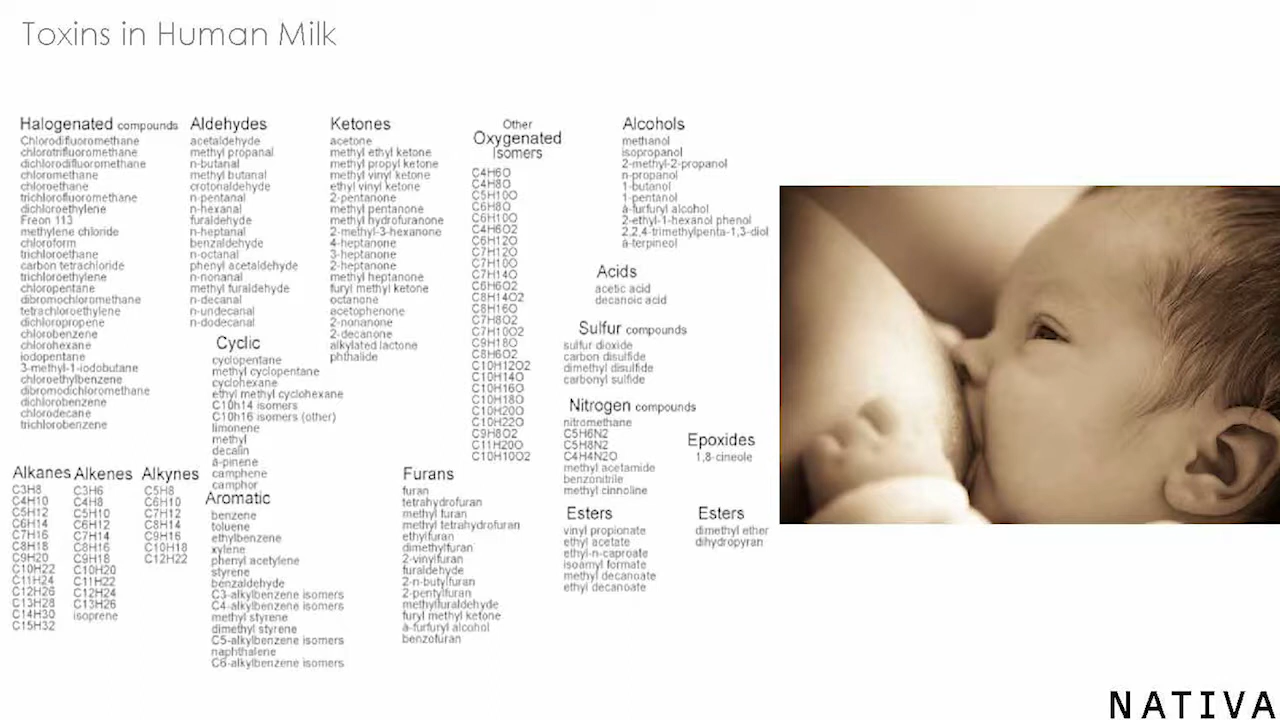 Toxins in Human Milk
Halogenated compounds
Chlorodifluoromethane
chlorotrifluoromethane
dichlorodifluoromethane
chloromethane
chloroethane
trichlorofluoromethane
dichloroethylene
Freon 113
methylene chloride
chloroform
trichloroethane
carbon tetrachloride
trichloroethylene
chloropentane
dibromochloromethane
tetrachloroethylene
dichloropropene
chlorobenzene
chlorohexane
iodopentane
3-methyl-1-iodobutane
chloroethylbenzene
dibromodichloromethane
dichlorobenzene
chlorodecane
trichlorobenzene
Aldehydes
acetaldehyde
methyl propanal
n-butanal
methyl butanal
crotonaldehyde
n-pentanal
n-hexanal
furaldehyde
n-heptanal
benzaldehyde
n-octanal
phenyl acetaldehyde
n-nonanal
methyl furaldehyde
n-decanal
n-undecanal
n-dodecanal
Cyclic
cyclopentane
methyl cyclopentane
cyclohexane
ethyl methyl cyclohexane
C10h14 isomers
C10h16 isomers (other)
limonene
methyl
decalin
á-pinene
camphene
camphor
Aromatic
benzene
toluene
ethylbenzene
xylene
phenyl acetylene
styrene
benzaldehyde
C3-alkylbenzene isomers
C4-alkylbenzene isomers
methyl styrene
dimethyl styrene
C5-alkylbenzene isomers
naphthalene
C6-alkylbenzene isomers
Ketones
acetone
methyl ethyl ketone
methyl propyl ketone
methyl vinyl ketone
ethyl vinyl ketone
2-pentanone
methyl pentanone
methyl hydrofuranone
2-methyl-3-hexanone
4-heptanone
3-heptanone
2-heptanone
methyl heptanone
furyl methyl ketone
octanone
acetophenone
2-nonanone
2-decanone
alkylated lactone
phthalide
Other
Oxygenated
Isomers
C4H6O
C4H8O
C5H10O
C6H8O
C6H10O
C4H6O2
C6H12O
C7H12O
C7H10O
C7H14O
C6H6O2
C8H14O2
C8H16O
C7H8O2
C7H10O2
C9H18O
C8H6O2
C10H12O2
C10H14O
C10H16O
C10H18O
C10H20O
C10H22O
C9H8O2
C11H20O
C10H10O2
Alcohols
methanol
isopropanol
2-methyl-2-propanol
n-propanol
1-butanol
1-pentanol
á-furfuryl alcohol
2-ethyl-1-hexanol phenol
2,2,4-trimethylpenta-1,3-diol
á-terpineol
Acids
acetic acid
decanoic acid
Sulfur compounds
sulfur dioxide
carbon disulfide
dimethyl disulfide
carbonyl sulfide
Nitrogen compounds
nitromethane
C5H6N2
C5H8N2
C4H4N2O
methyl acetamide
benzonitrile
methyl cinnoline
Epoxides
1,8-cineole
Esters
vinyl propionate
ethyl acetate
ethyl-n-caproate
isoamyl formate
methyl decanoate
ethyl decanoate
Esters
dimethyl ether
dihydropyran
Alkanes
C3H8
C4H10
C5H12
C6H14
C7H16
C8H18
C9H20
C10H22
C11H24
C12H26
C13H28
C14H30
C15H32
Alkenes
C3H6
C4H8
C5H10
C6H12
C7H14
C8H16
C9H18
C10H20
C11H22
C12H24
C13H26
isoprene
Alkynes
C5H8
C6H10
C7H12
C8H14
C9H16
C10H18
C12H22
Furans
furan
tetrahydrofuran
methyl furan
methyl tetrahydrofuran
ethylfuran
dimethylfuran
2-vinylfuran
furaldehyde
2-n-butylfuran
2-pentylfuran
methylfuraldehyde
furyl methyl ketone
á-furfuryl alcohol
benzofuran
NATIVA